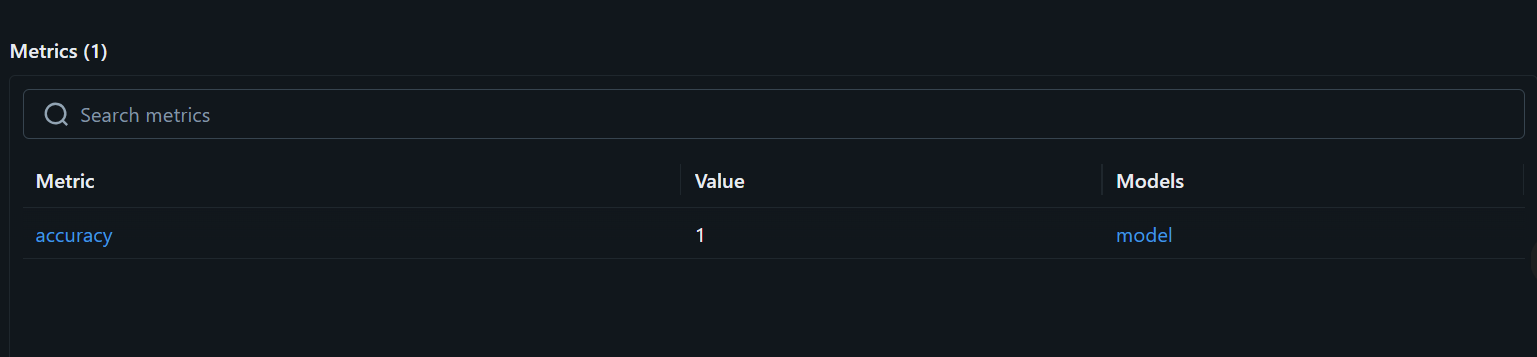 Metrics (1)
Search metrics
Metric Value Models
accuracy 1 model